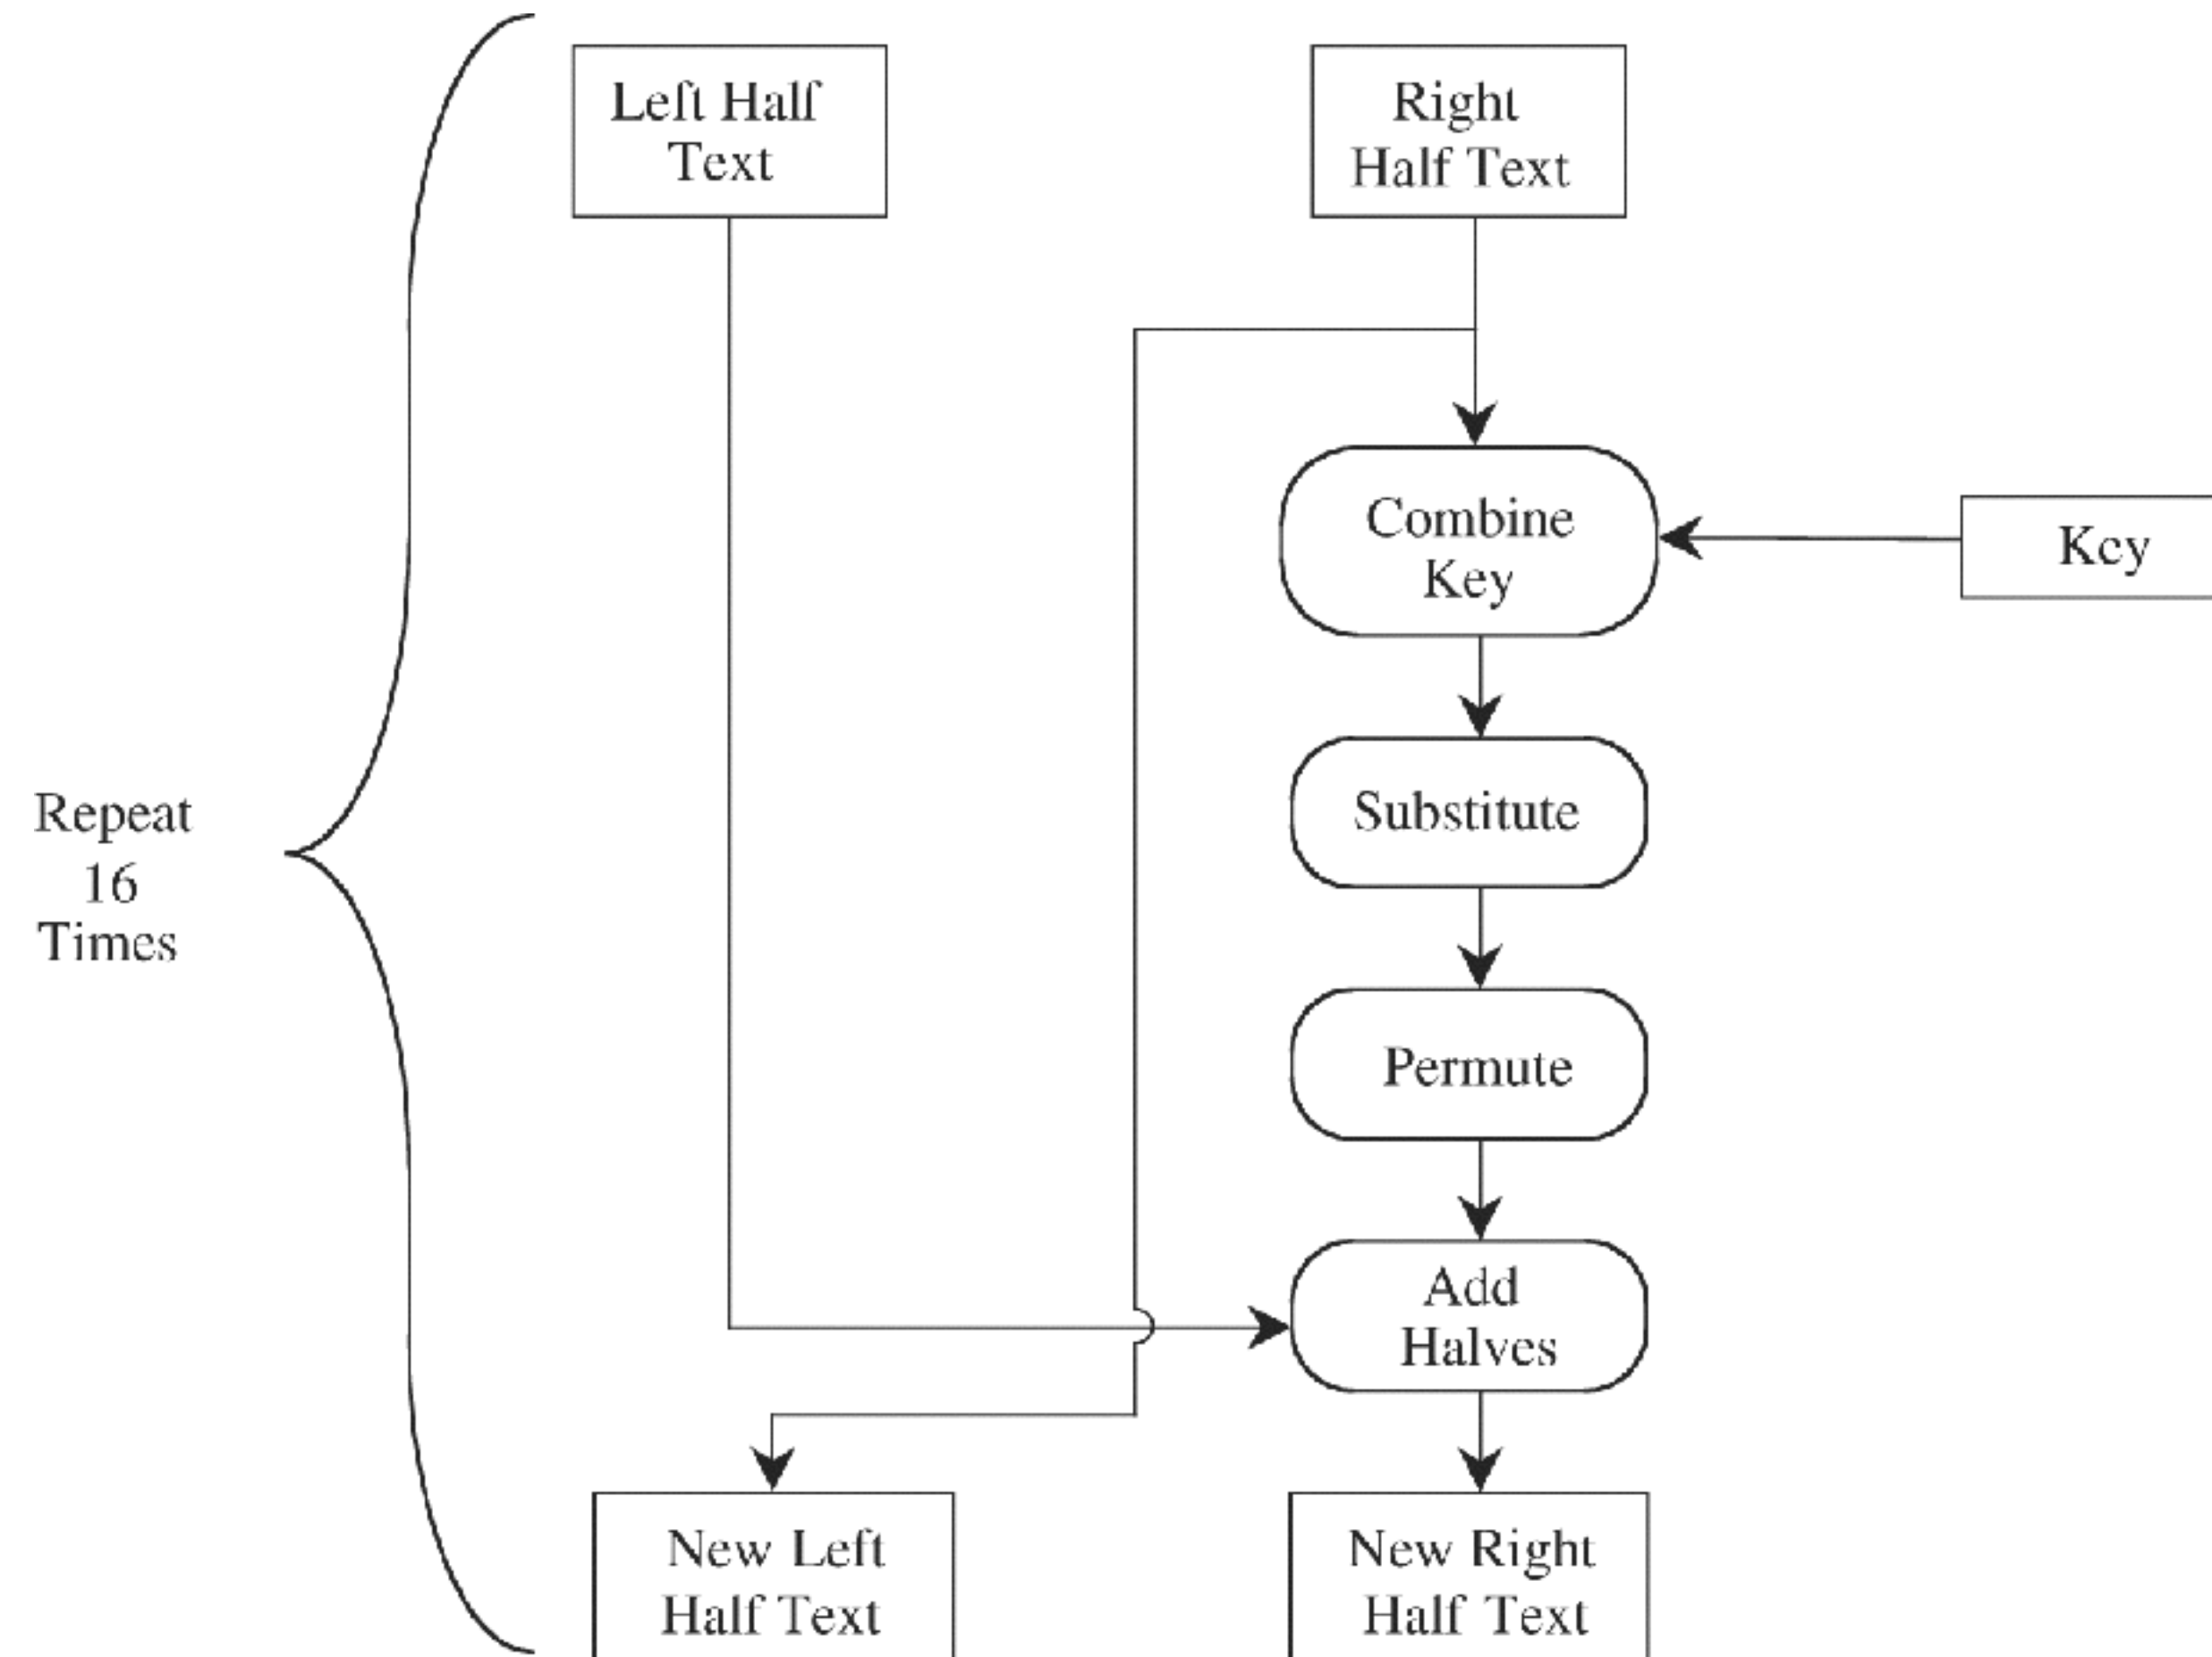 Left Half
Text
Right
Half Text
Combine
Key
Key
Substitute
Repeat
16
Times
Permute
Add
Halves
New Left
Half Text
New Right
Half Text